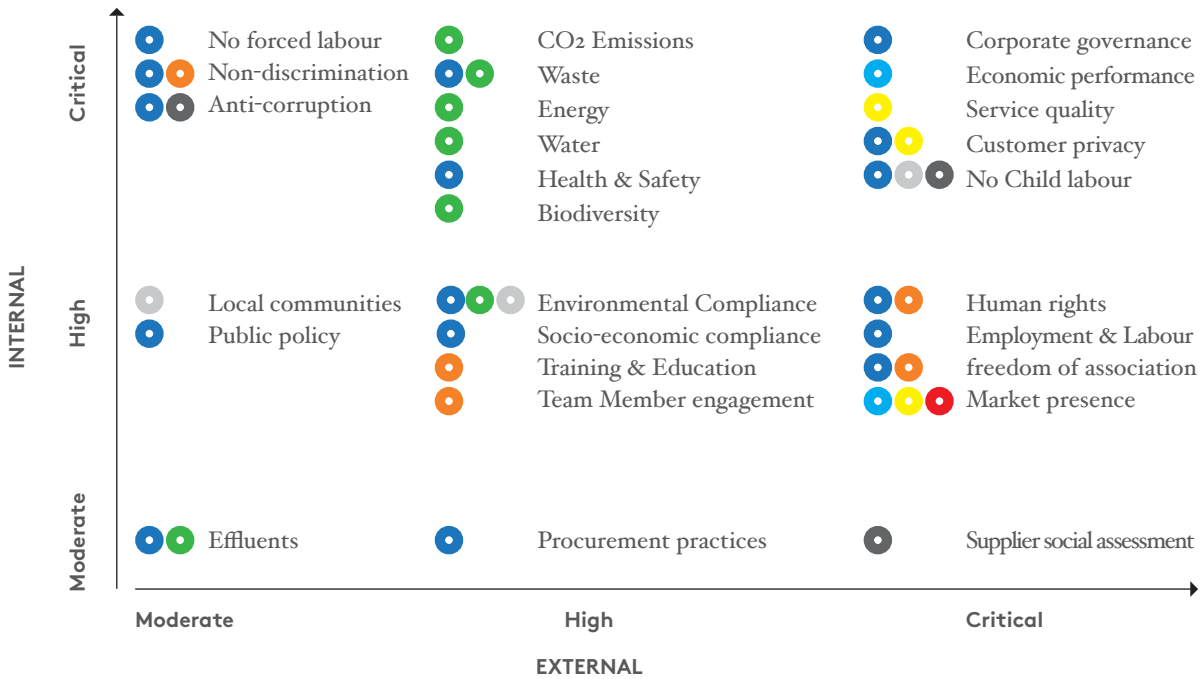 INTERNAL
Critical
No forced labour
Non-discrimination
Anti-corruption
CO2 Emissions
Waste
Energy
Water
Health & Safety
Biodiversity
Corporate governance
Economic performance
Service quality
Customer privacy
No Child labour
High
Local communities
Public policy
Environmental Compliance
Socio-economic compliance
Training & Education
Team Member engagement
Human rights
Employment & Labour
freedom of association
Market presence
Moderate
Effluents
Procurement practices
Supplier social assessment
Moderate
High
Critical
EXTERNAL